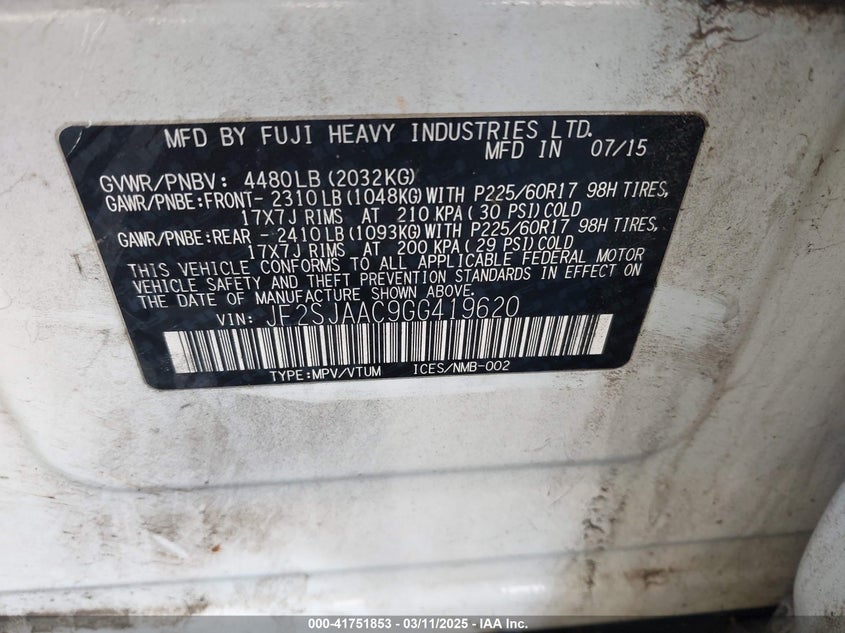 MFD BY FUJI HEAVY INDUSTRIES LTD.
MFD IN 07/15
GVWR/PNBV: 4480LB(2032KG)
GAWR/PNBE:FRONT- 2310LB(1048KG)WITH P225/60R17 98H TIRES,
17X7J RIMS AT 210KPA(30 PSI)COLD
GAWR/PNBE:REAR - 2410LB(1093KG)WITH P225/60R17 98H TIRES,
17X7J RIMS AT 200KPA(29 PSI)COLD
THIS VEHICLE CONFORMS TO ALL APPLICABLE FEDERAL MOTOR
VEHICLE SAFETY AND THEFT PREVENTION STANDARDS IN EFFECT ON
THE DATE OF MANUFACTURE SHOWN ABOVE.
VIN: JF2SJAAC9GG419620
TYPE:MPV/VTUM ICES/NMB-002
000-41751853 - 03/11/2025 - IAA Inc.